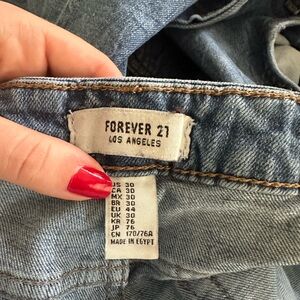 FOREVER 21
LOS ANGELES
US 30
CA 30
MX 30
BR 30
EU 44
UK 30
KR 76
JP 76
CN 170/76A
MADE IN EGYPT